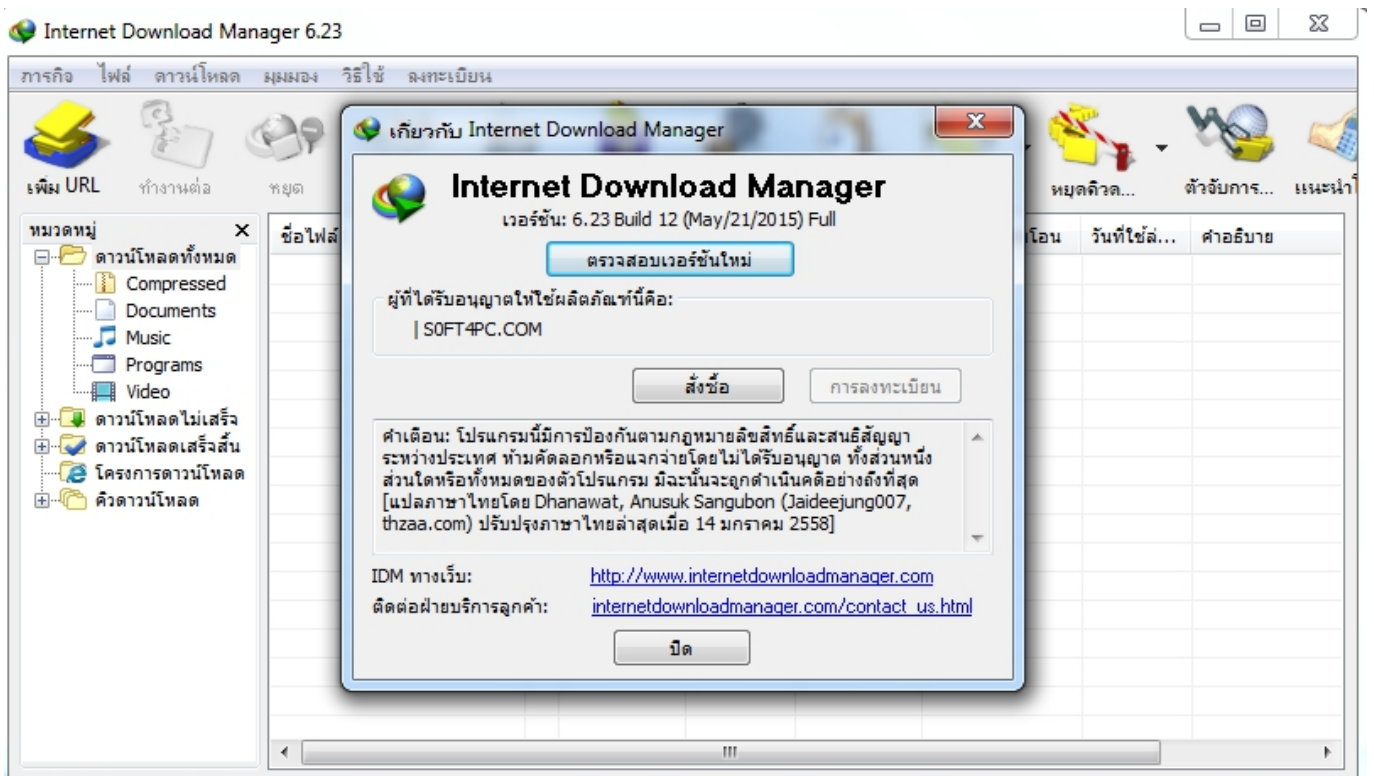 Internet Download Manager 6.23
ภารกิจ ไฟล์ ดาวน์โหลด มุมมอง วิธีใช้ ลงทะเบียน
เพิ่ม URL ทำงานต่อ หยุด หยุดคิวด... ตัวจัดการ...
หมวดหมู่
ดาวน์โหลดทั้งหมด
Compressed
Documents
Music
Programs
Video
ดาวน์โหลดไม่เสร็จ
ดาวน์โหลดเสร็จสิ้น
โครงการดาวน์โหลด
คิวดาวน์โหลด
ชื่อไฟล์ วันที่ใช้ล่... คำอธิบาย
เกี่ยวกับ Internet Download Manager
Internet Download Manager
เวอร์ชัน: 6.23 Build 12 (May/21/2015) Full
ตรวจสอบเวอร์ชันใหม่
ผู้ที่ได้รับอนุญาตให้ใช้ผลิตภัณฑ์นี้คือ:
| S0FT4PC.COM
สั่งซื้อ การลงทะเบียน
คำเตือน: โปรแกรมนี้มีการป้องกันตามกฎหมายลิขสิทธิ์และสนธิสัญญา
ระหว่างประเทศ ห้ามคัดลอกหรือแจกจ่ายโดยไม่ได้รับอนุญาต ทั้งส่วนหนึ่ง
ส่วนใดหรือทั้งหมดของตัวโปรแกรม มิฉะนั้นจะถูกดำเนินคดีอย่างถึงที่สุด
[แปลภาษาไทยโดย Dhanawat, Anusuk Sangubon (Jaideejung007,
thzaa.com) ปรับปรุงภาษาไทยล่าสุดเมื่อ 14 มกราคม 2558]
IDM ทางเว็บ: http://www.internetdownloadmanager.com
ติดต่อฝ่ายบริการลูกค้า: internetdownloadmanager.com/contact_us.html
ปิด